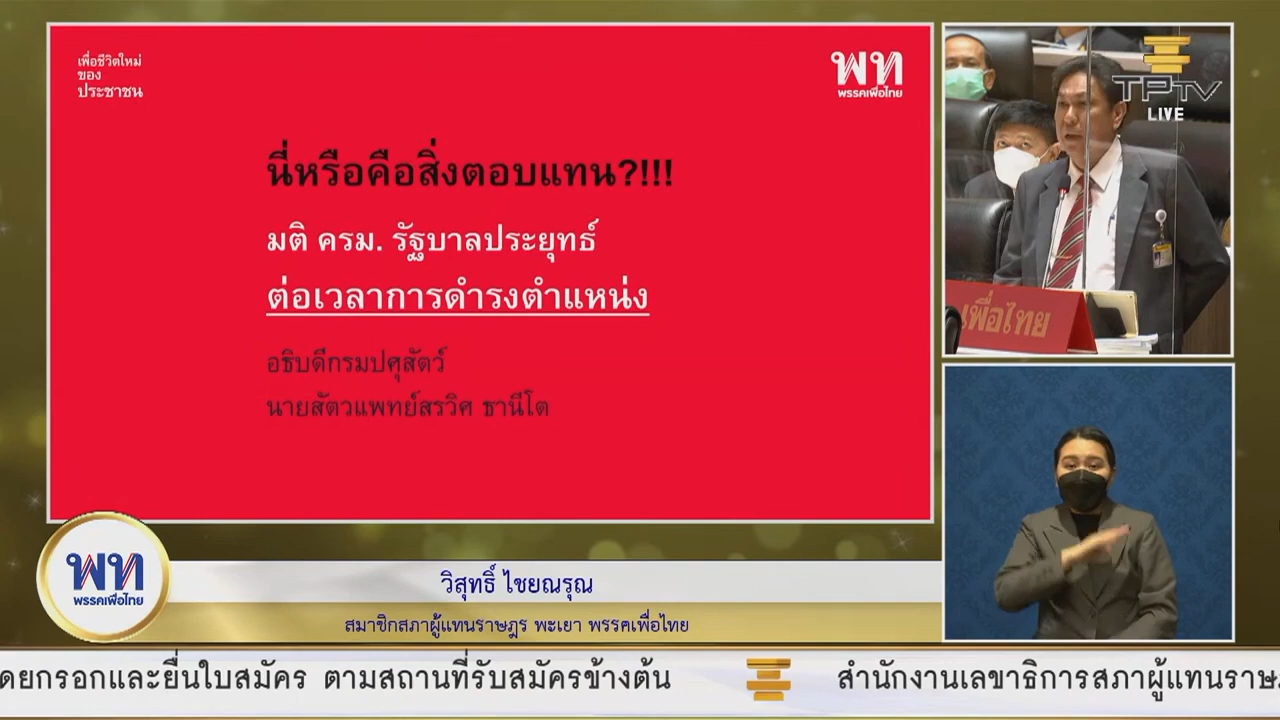 เพื่อชีวิตใหม่
ของ
ประชาชน
พท
พรรคเพื่อไทย
นี่หรือคือสิ่งตอบแทน?!!!
มติ ครม. รัฐบาลประยุทธ์
ต่อเวลาการดำรงตำแหน่ง
อธิบดีกรมปศุสัตว์
นายสัตวแพทย์สรวิศ ธานีโต
TPTV
LIVE
เพื่อไทย
พท
พรรคเพื่อไทย
วิสุทธิ์ ไชยณรุณ
สมาชิกสภาผู้แทนราษฎร พะเยา พรรคเพื่อไทย
ดยกรอกและยื่นใบสมัคร ตามสถานที่รับสมัครข้างต้น
สำนักงานเลขาธิการสภาผู้แทนราษ